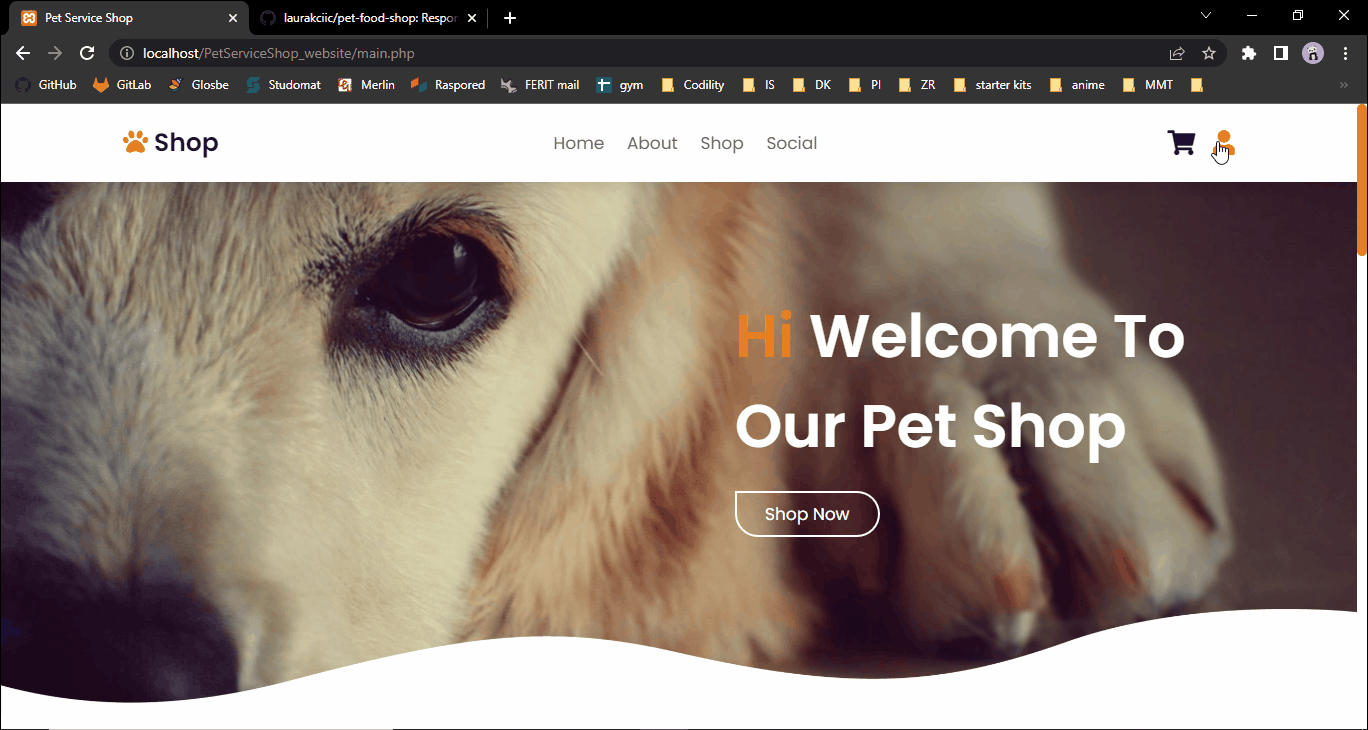 Pet Service Shop
laurakciic/pet-food-shop: Respor
localhost/PetServiceShop_website/main.php
GitHub
GitLab
Glosbe
Studomat
Merlin
Raspored
FERIT mail
gym
Codility
IS
DK
PI
ZR
starter kits
anime
MMT
Shop
Home
About
Shop
Social
Hi Welcome To
Our Pet Shop
Shop Now